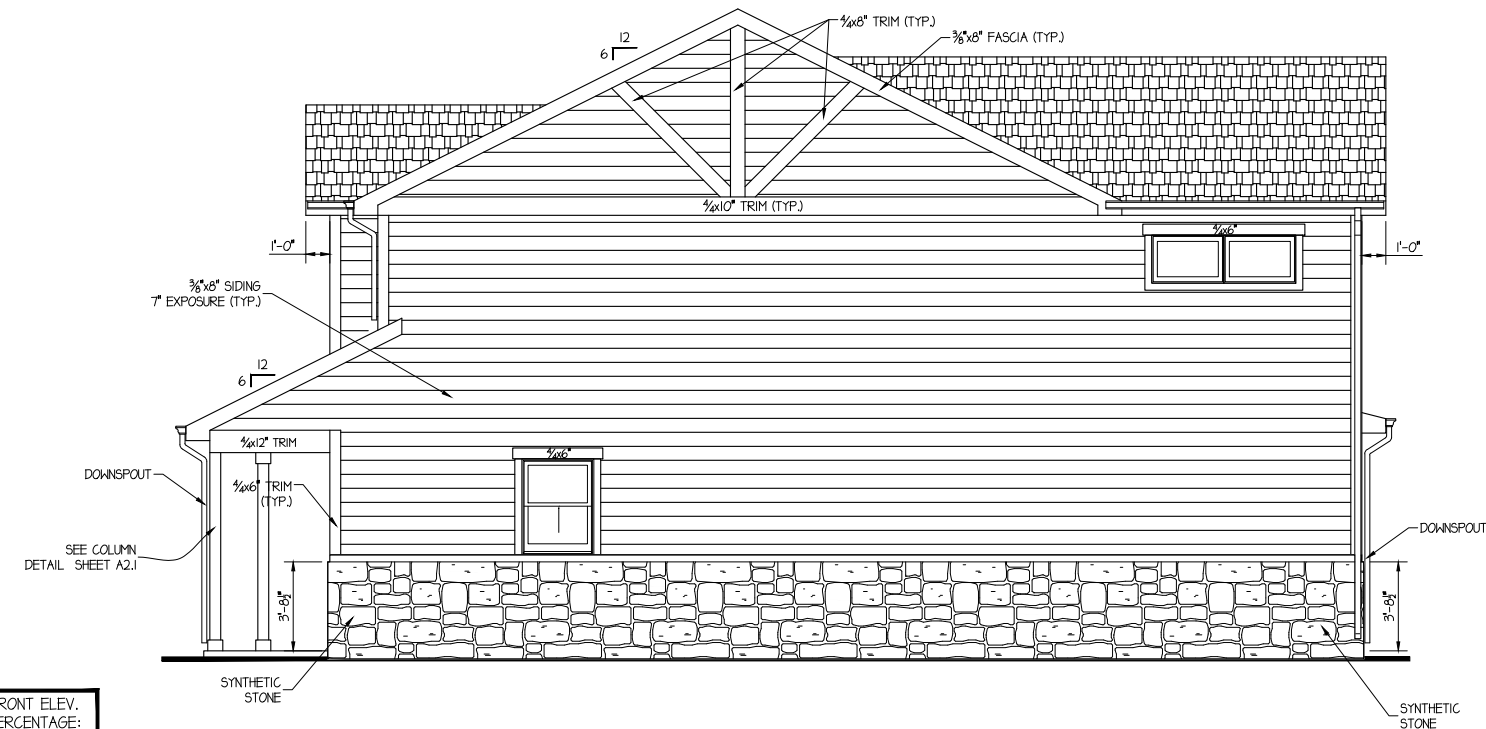 12
6
4/4x8" TRIM (TYP.)
3/8"x8" FASCIA (TYP.)
4/4x10" TRIM (TYP.)
4/4x6"
1'-0"
1'-0"
3/8"x8" SIDING
7" EXPOSURE (TYP.)
12
6
4/4x12" TRIM
4/4x6"
DOWNSPOUT
4/4x6" TRIM
(TYP.)
SEE COLUMN
DETAIL SHEET A2.1
DOWNSPOUT
3'-8 1/2"
3'-8 1/2"
SYNTHETIC
STONE
SYNTHETIC
STONE
RONT ELEV.
ERCENTAGE: